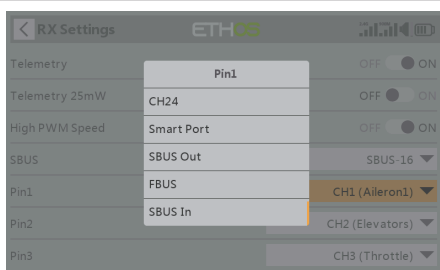 RX Settings
ETHOS
Telemetry
OFF ON
Telemetry 25mW
OFF ON
High PWM Speed
OFF ON
SBUS
SBUS-16
Pin1
CH1 (Aileron1)
Pin2
CH2 (Elevators)
Pin3
CH3 (Throttle)
Pin1
CH24
Smart Port
SBUS Out
FBUS
SBUS In